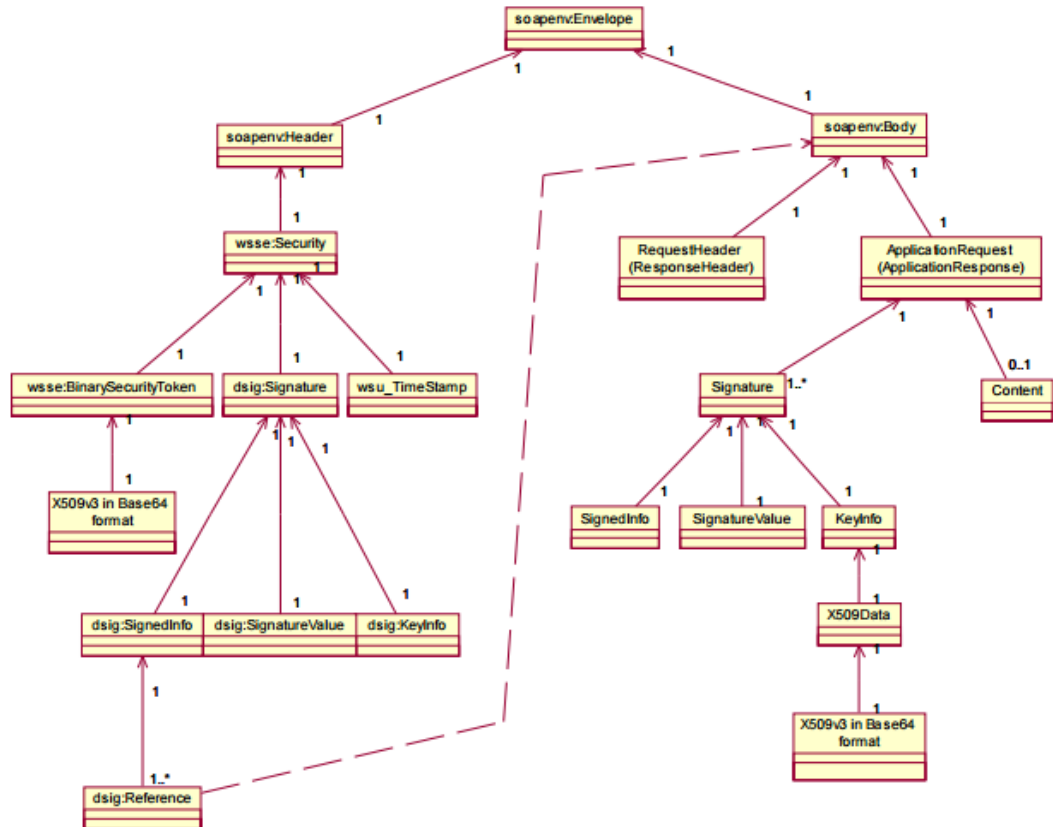 soapenv:Envelope
1
1
1
1
soapenv:Header
soapenv:Body
1
1
1
1
1
1
wsse:Security
RequestHeader
(ResponseHeader)
ApplicationRequest
(ApplicationResponse)
1
1
1
1
1
1
1
1
0..1
wsse:BinarySecurityToken
dsig:Signature
wsu_TimeStamp
Signature
1..*
Content
1
1
1
1
1
1
1
1
1
1
1
X509v3 in Base64
format
SignedInfo
SignatureValue
KeyInfo
1
1
1
1
1
dsig:SignedInfo
dsig:SignatureValue
dsig:KeyInfo
X509Data
1
1
1
X509v3 in Base64
format
1..*
dsig:Reference